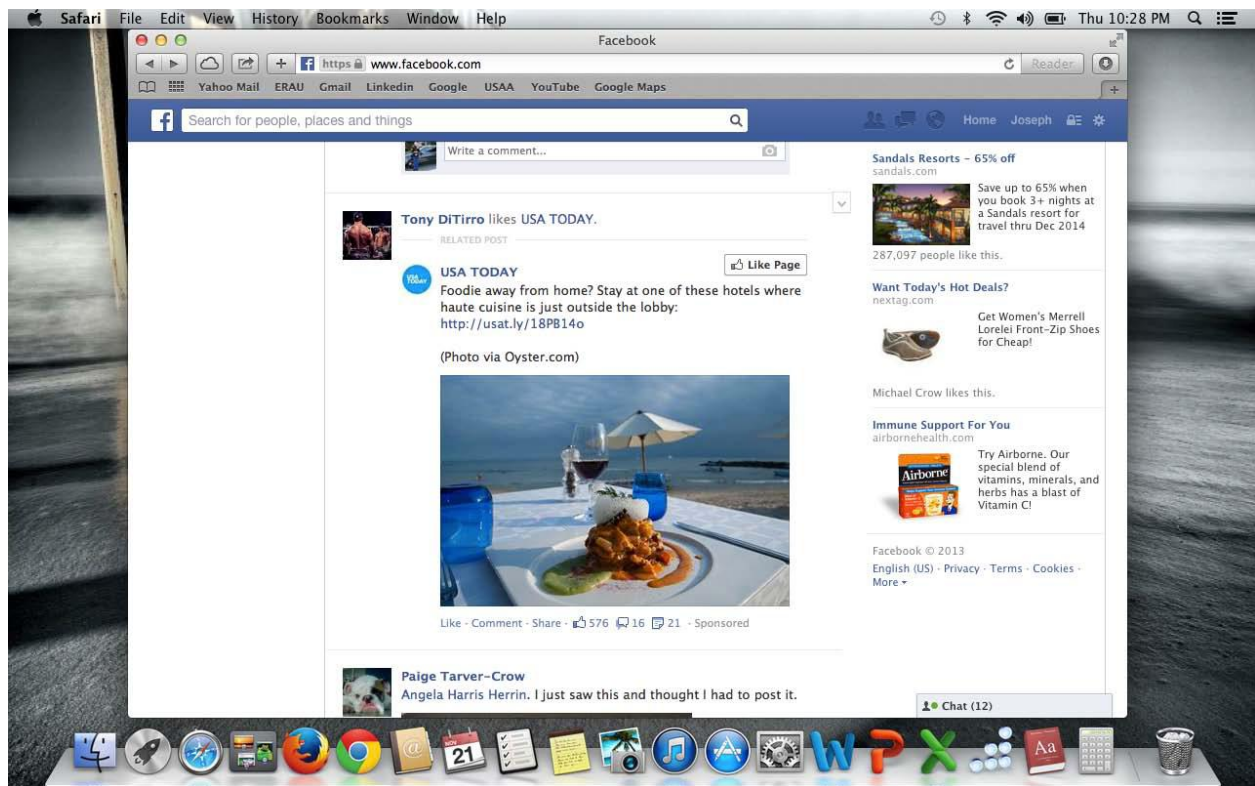 Safari File Edit View History Bookmarks Window Help
Thu 10:28 PM
Facebook
https www.facebook.com
Reader
Yahoo Mail ERAU Gmail Linkedin Google USAA YouTube Google Maps
Search for people, places and things
Home Joseph
Write a comment...
Tony DiTirro likes USA TODAY.
RELATED POST
USA TODAY
USA TODAY
Like Page
Foodie away from home? Stay at one of these hotels where
haute cuisine is just outside the lobby:
http://usat.ly/18PB14o
(Photo via Oyster.com)
Like · Comment · Share · 576 16 21 · Sponsored
Paige Tarver-Crow
Angela Harris Herrin. I just saw this and thought I had to post it.
Sandals Resorts - 65% off
sandals.com
Save up to 65% when
you book 3+ nights at
a Sandals resort for
travel thru Dec 2014
287,097 people like this.
Want Today's Hot Deals?
nextag.com
Get Women's Merrell
Lorelei Front-Zip Shoes
for Cheap!
Michael Crow likes this.
Immune Support For You
airbornehealth.com
Airborne
Try Airborne. Our
special blend of
vitamins, minerals, and
herbs has a blast of
Vitamin C!
Facebook © 2013
English (US) · Privacy · Terms · Cookies ·
More
Chat (12)
NOV
21
Aa